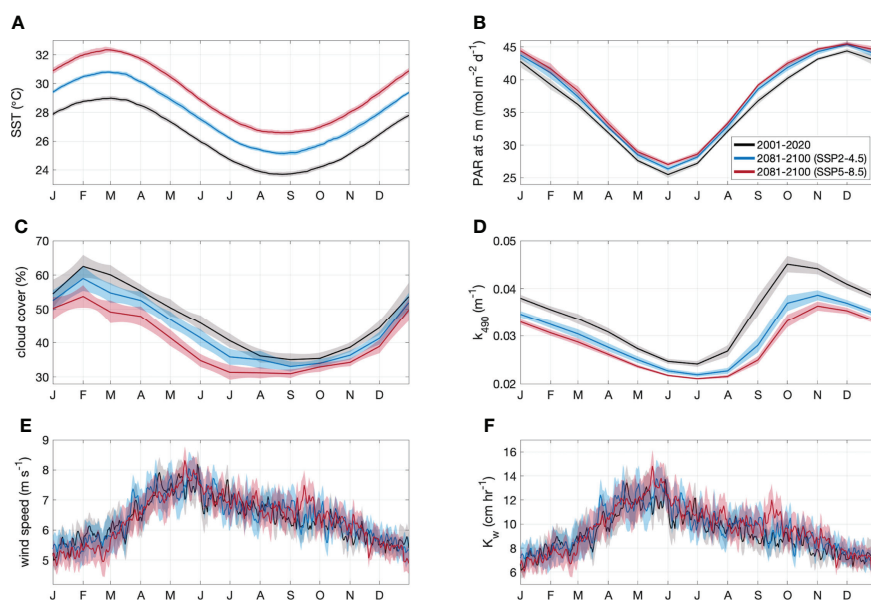 A
B
32
30
28
26
24
SST (°C)
J F M A M J J A S O N D
45
40
35
30
25
PAR at 5 m (mol m⁻² d⁻¹)
2001-2020
2081-2100 (SSP2-4.5)
2081-2100 (SSP5-8.5)
J F M A M J J A S O N D
C
D
70
60
50
40
30
cloud cover (%)
J F M A M J J A S O N D
0.05
0.04
0.03
0.02
k₄₉₀ (m⁻¹)
J F M A M J J A S O N D
E
F
9
8
7
6
5
wind speed (m s⁻¹)
J F M A M J J A S O N D
16
14
12
10
8
6
K_w (cm hr⁻¹)
J F M A M J J A S O N D